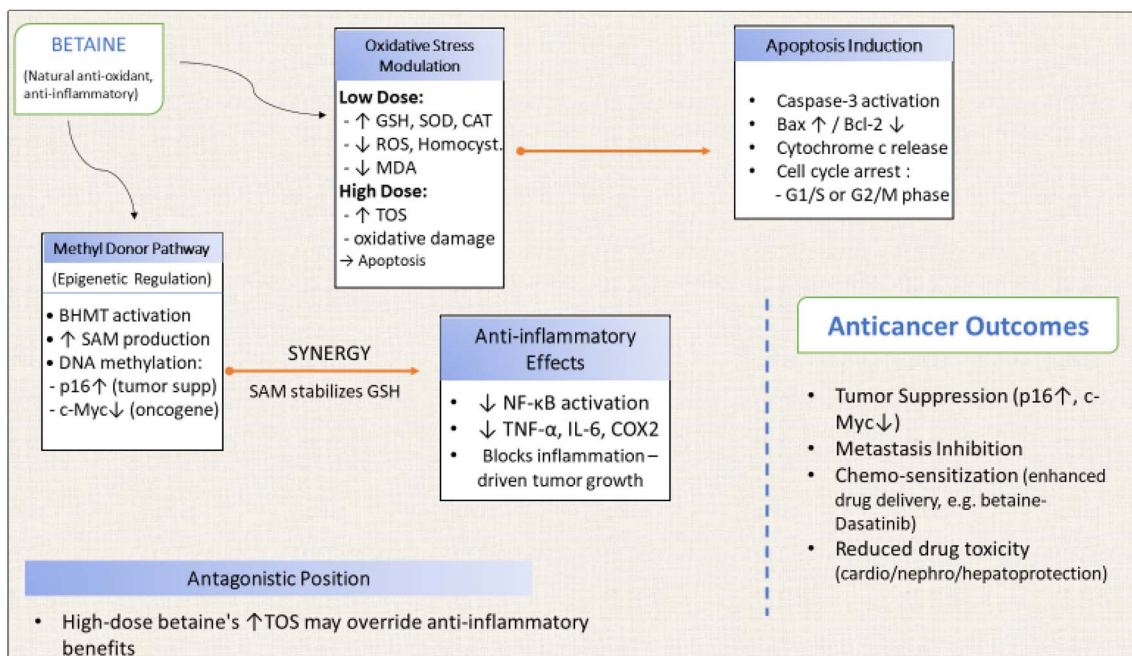 BETAINE
(Natural anti-oxidant,
anti-inflammatory)
Oxidative Stress
Modulation
Low Dose:
- ↑ GSH, SOD, CAT
- ↓ ROS, Homocyst.
- ↓ MDA
High Dose:
- ↑ TOS
- oxidative damage
→ Apoptosis
Apoptosis Induction
• Caspase-3 activation
• Bax ↑ / Bcl-2 ↓
• Cytochrome c release
• Cell cycle arrest :
- G1/S or G2/M phase
Methyl Donor Pathway
(Epigenetic Regulation)
• BHMT activation
• ↑ SAM production
• DNA methylation:
- p16↑ (tumor supp)
- c-Myc↓ (oncogene)
SYNERGY
SAM stabilizes GSH
Anti-inflammatory
Effects
• ↓ NF-κB activation
• ↓ TNF-α, IL-6, COX2
• Blocks inflammation –
driven tumor growth
Anticancer Outcomes
• Tumor Suppression (p16↑, c-
Myc↓)
• Metastasis Inhibition
• Chemo-sensitization (enhanced
drug delivery, e.g. betaine-
Dasatinib)
• Reduced drug toxicity
(cardio/nephro/hepatoprotection)
Antagonistic Position
• High-dose betaine's ↑TOS may override anti-inflammatory
benefits